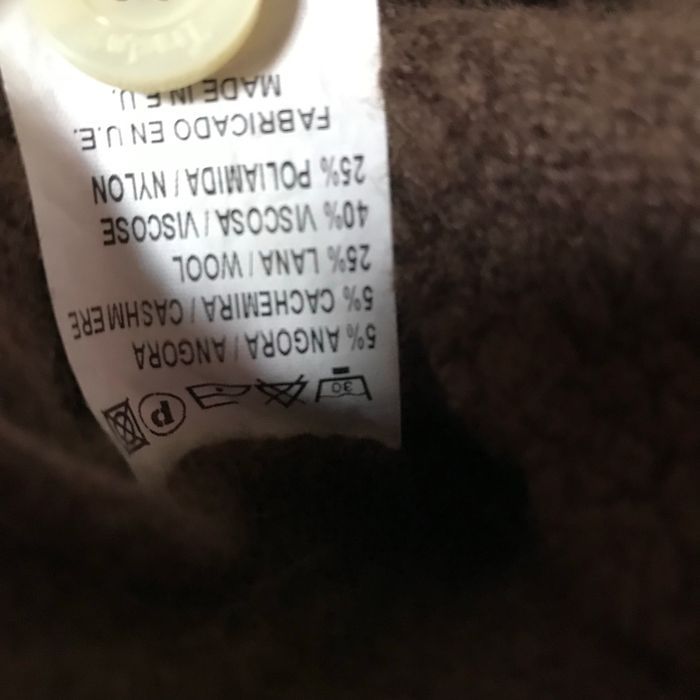 30 P
5% ANGORA / ANGORA
5% CACHEMIRA / CASHMERE
25% LANA / WOOL
40% VISCOSA / VISCOSE
25% POLIAMIDA / NYLON
FABRICADO EN U.E.
MADE IN E.U.